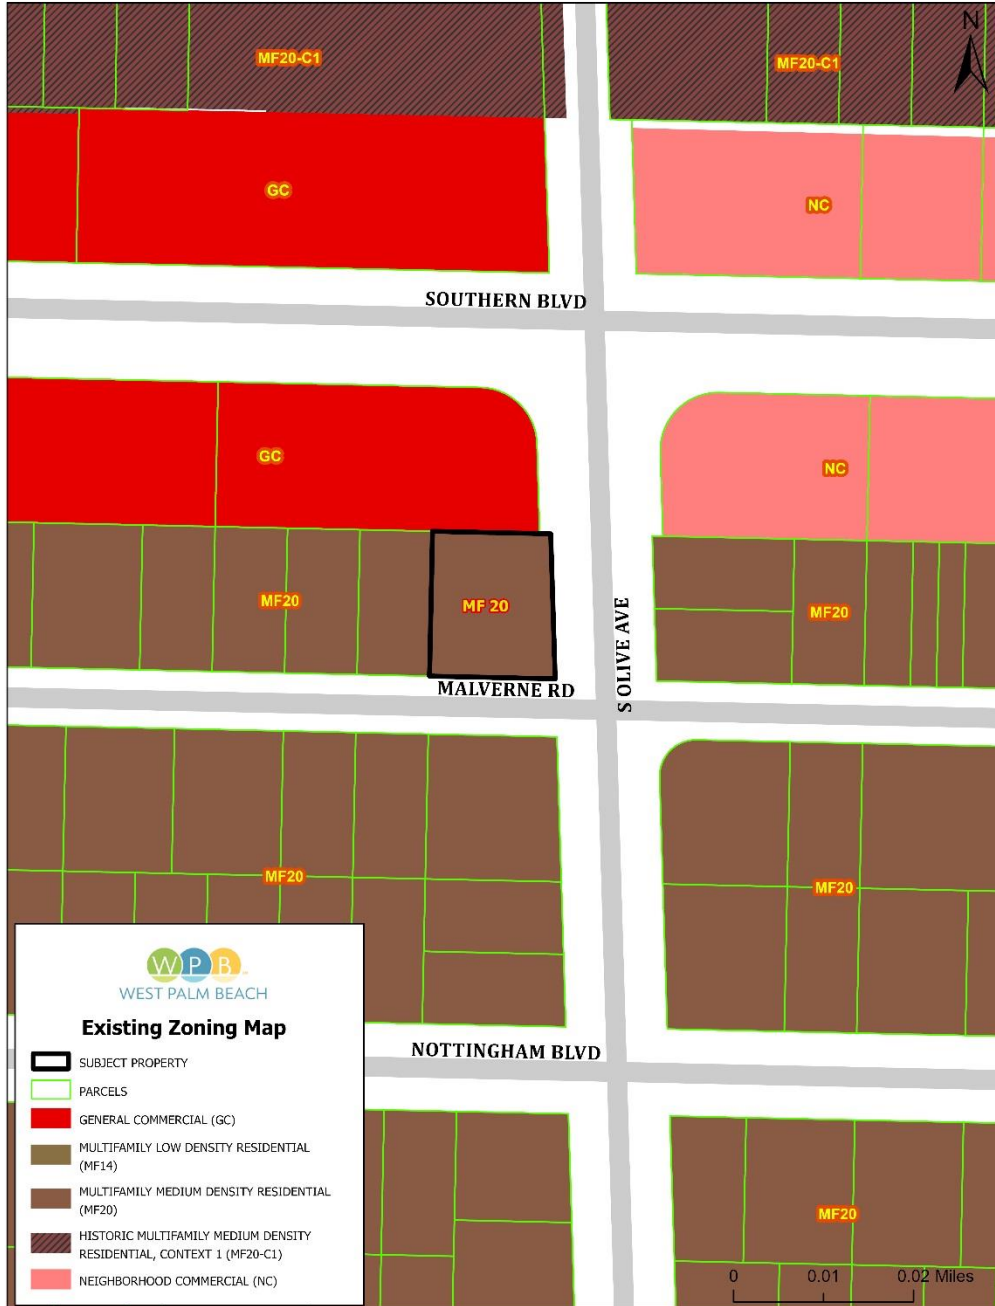 N
MF20-C1
MF20-C1
GC
NC
SOUTHERN BLVD
GC
NC
MF20
MF 20
MF20
S OLIVE AVE
MALVERNE RD
MF20
MF20
NOTTINGHAM BLVD
MF20
W P B
WEST PALM BEACH
Existing Zoning Map
SUBJECT PROPERTY
PARCELS
GENERAL COMMERCIAL (GC)
MULTIFAMILY LOW DENSITY RESIDENTIAL
(MF14)
MULTIFAMILY MEDIUM DENSITY RESIDENTIAL
(MF20)
HISTORIC MULTIFAMILY MEDIUM DENSITY
RESIDENTIAL, CONTEXT 1 (MF20-C1)
NEIGHBORHOOD COMMERCIAL (NC)
0 0.01 0.02 Miles